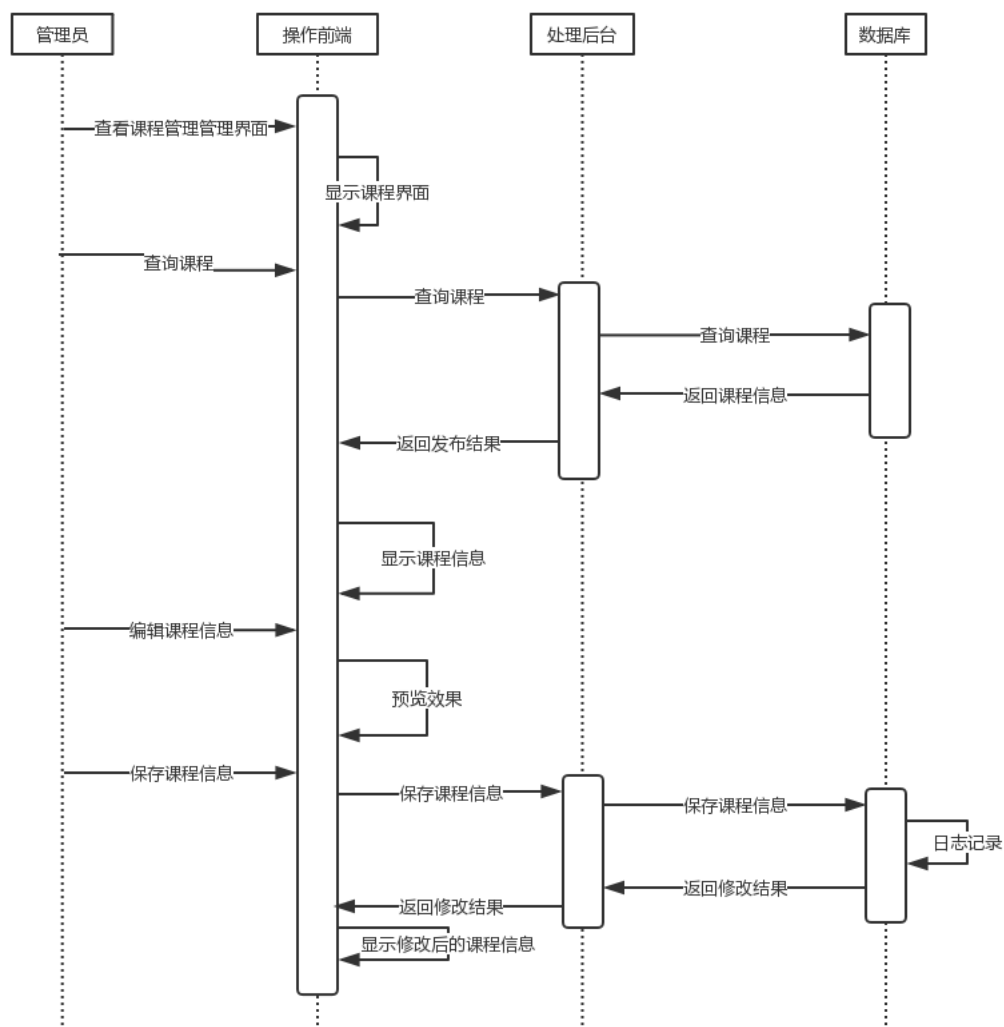 管理员
操作前端
处理后台
数据库
查看课程管理管理界面
显示课程界面
查询课程
查询课程
查询课程
返回课程信息
返回发布结果
显示课程信息
编辑课程信息
预览效果
保存课程信息
保存课程信息
保存课程信息
日志记录
返回修改结果
返回修改结果
显示修改后的课程信息